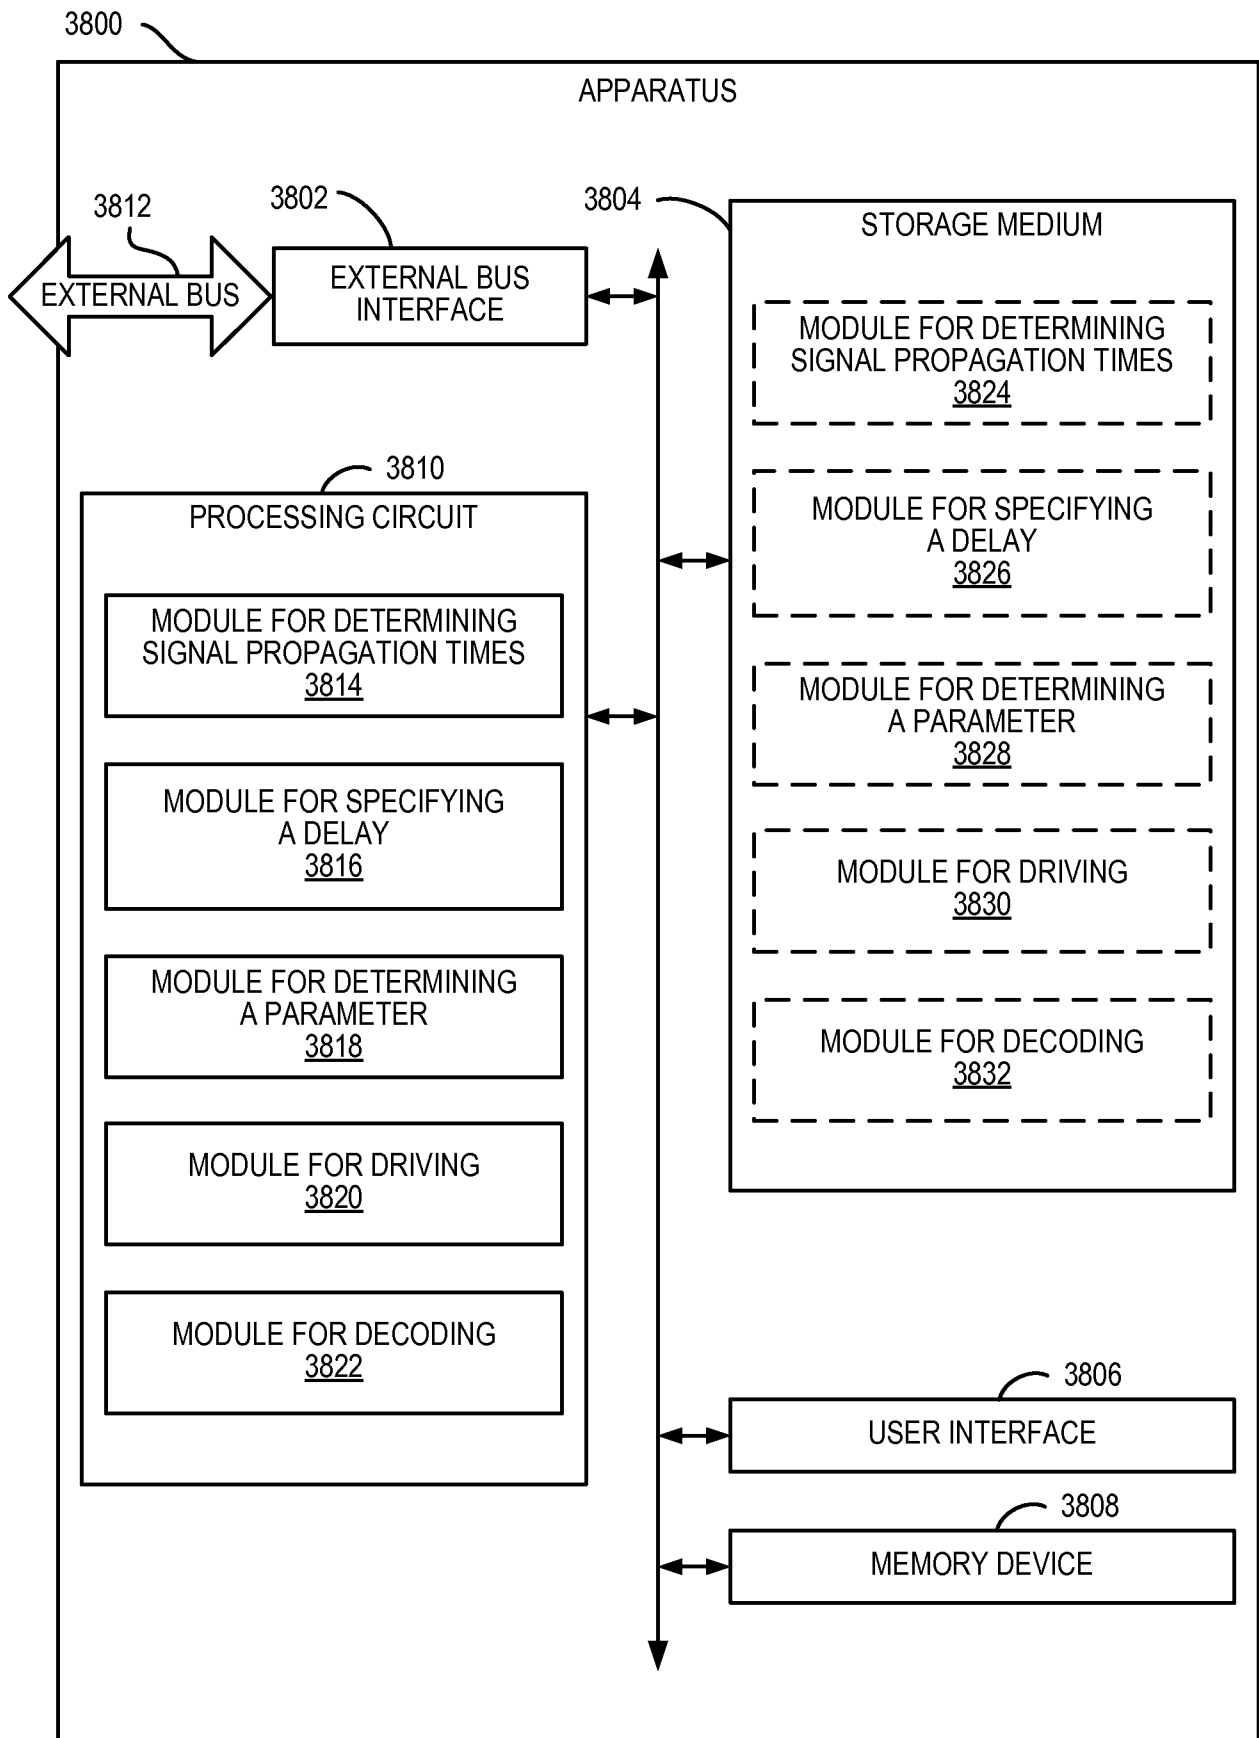 3800
APPARATUS
3812
EXTERNAL BUS
3802
EXTERNAL BUS
INTERFACE
3804
STORAGE MEDIUM
MODULE FOR DETERMINING
SIGNAL PROPAGATION TIMES
3824
MODULE FOR SPECIFYING
A DELAY
3826
MODULE FOR DETERMINING
A PARAMETER
3828
MODULE FOR DRIVING
3830
MODULE FOR DECODING
3832
3810
PROCESSING CIRCUIT
MODULE FOR DETERMINING
SIGNAL PROPAGATION TIMES
3814
MODULE FOR SPECIFYING
A DELAY
3816
MODULE FOR DETERMINING
A PARAMETER
3818
MODULE FOR DRIVING
3820
MODULE FOR DECODING
3822
3806
USER INTERFACE
3808
MEMORY DEVICE